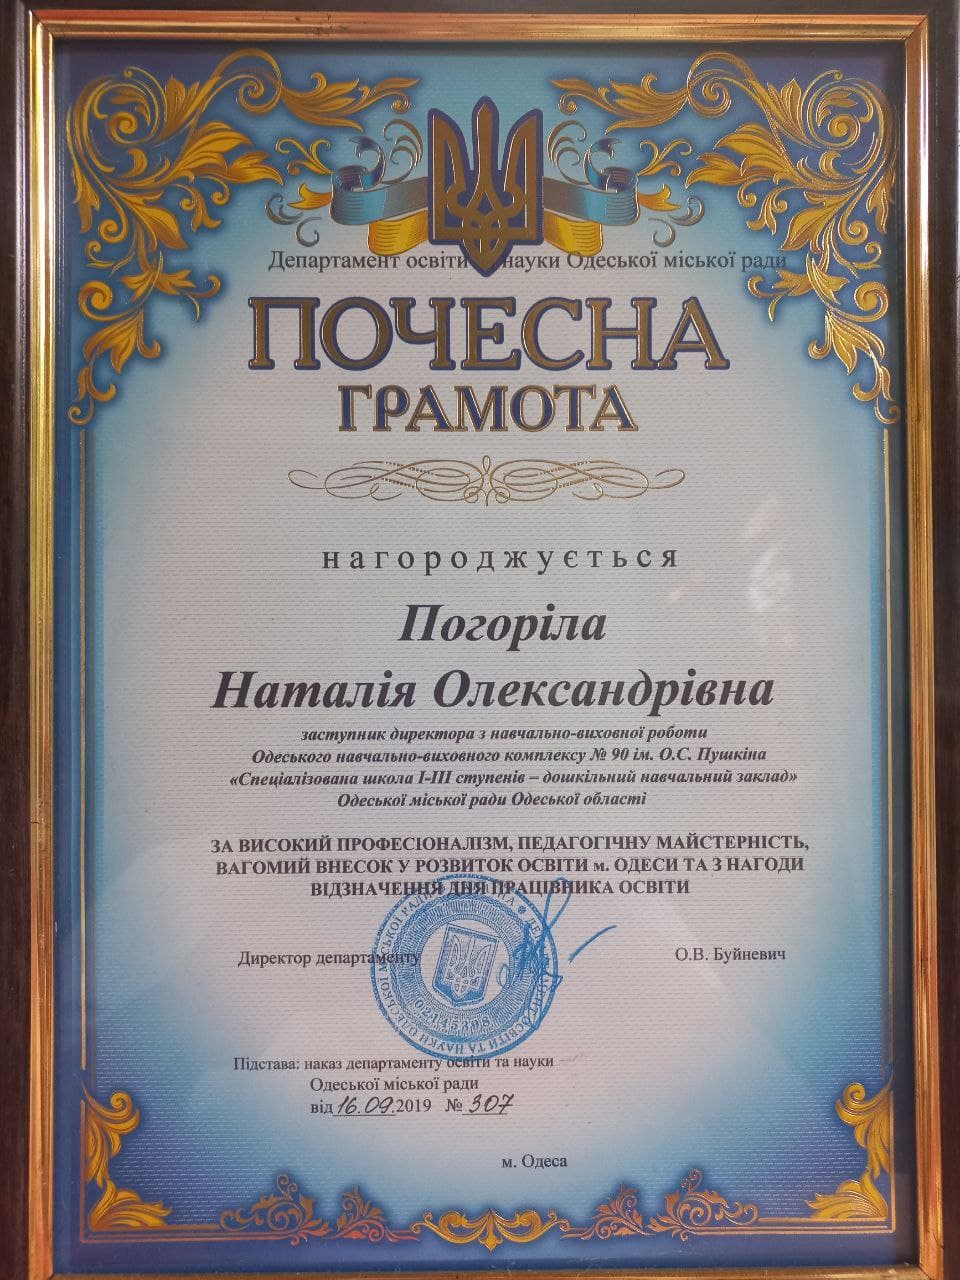 Департамент освіти науки Одеської міської ради
ПОЧЕСНА
ГРАМОТА
нагороджується
Погоріла
Наталія Олександрівна
заступник директора з навчально-виховної роботи
Одеського навчально-виховного комплексу № 90 ім. О.С. Пушкіна
«Спеціалізована школа І-ІІІ ступенів – дошкільний навчальний заклад»
Одеської міської ради Одеської області
ЗА ВИСОКИЙ ПРОФЕСІОНАЛІЗМ, ПЕДАГОГІЧНУ МАЙСТЕРНІСТЬ,
ВАГОМИЙ ВНЕСОК У РОЗВИТОК ОСВІТИ м. ОДЕСИ ТА З НАГОДИ
ВІДЗНАЧЕННЯ ДНЯ ПРАЦІВНИКА ОСВІТИ
Директор департаменту О.В. Буйневич
02145398
Підстава: наказ департаменту освіти та науки
Одеської міської ради
від 16.09.2019 № 307
м. Одеса